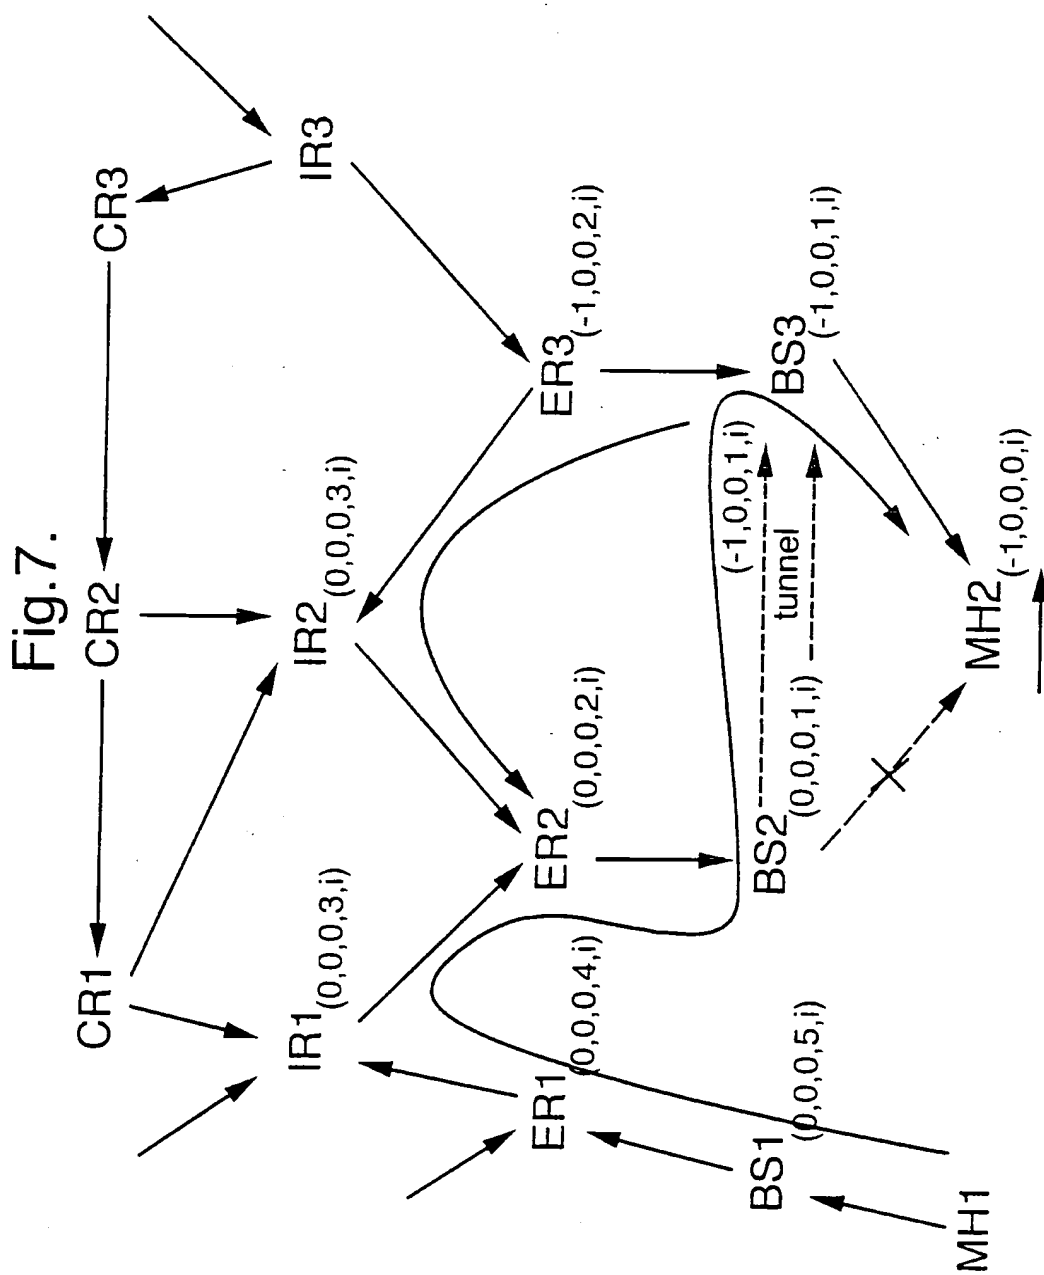 Fig.7.
CR1
CR2
CR3
IR1(0,0,0,3,i)
IR2(0,0,0,3,i)
IR3
ER1(0,0,0,4,i)
ER2(0,0,0,2,i)
ER3(-1,0,0,2,i)
(-1,0,0,1,i)
BS1(0,0,0,5,i)
BS2(0,0,0,1,i)
tunnel
BS3(-1,0,0,1,i)
MH1
MH2(-1,0,0,0,i)